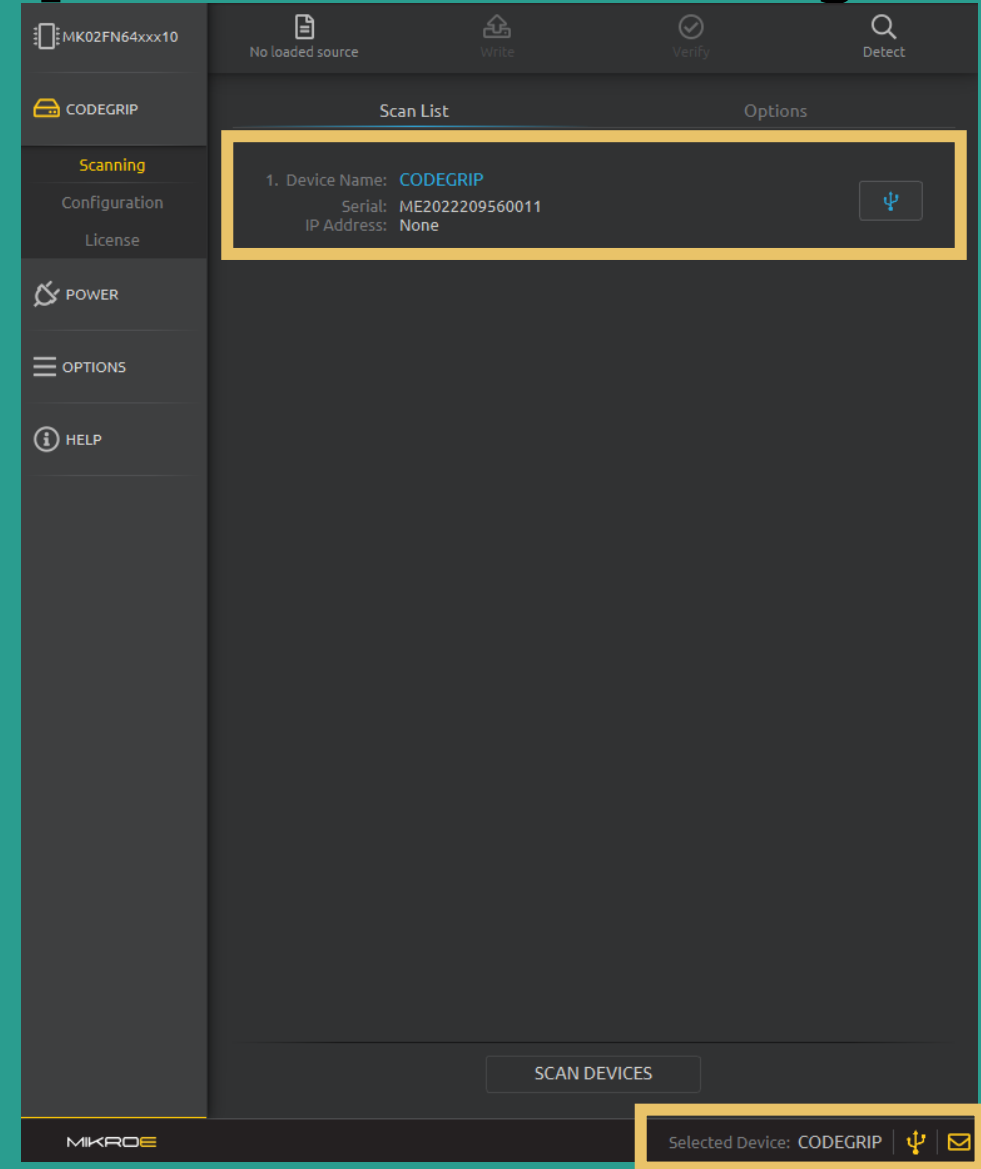 MK02FN64xxx10
No loaded source
Write
Verify
Detect
CODEGRIP
Scanning
Configuration
License
POWER
OPTIONS
HELP
Scan List
Options
1. Device Name: CODEGRIP
Serial: ME2022209560011
IP Address: None
SCAN DEVICES
MIKROE
Selected Device: CODEGRIP